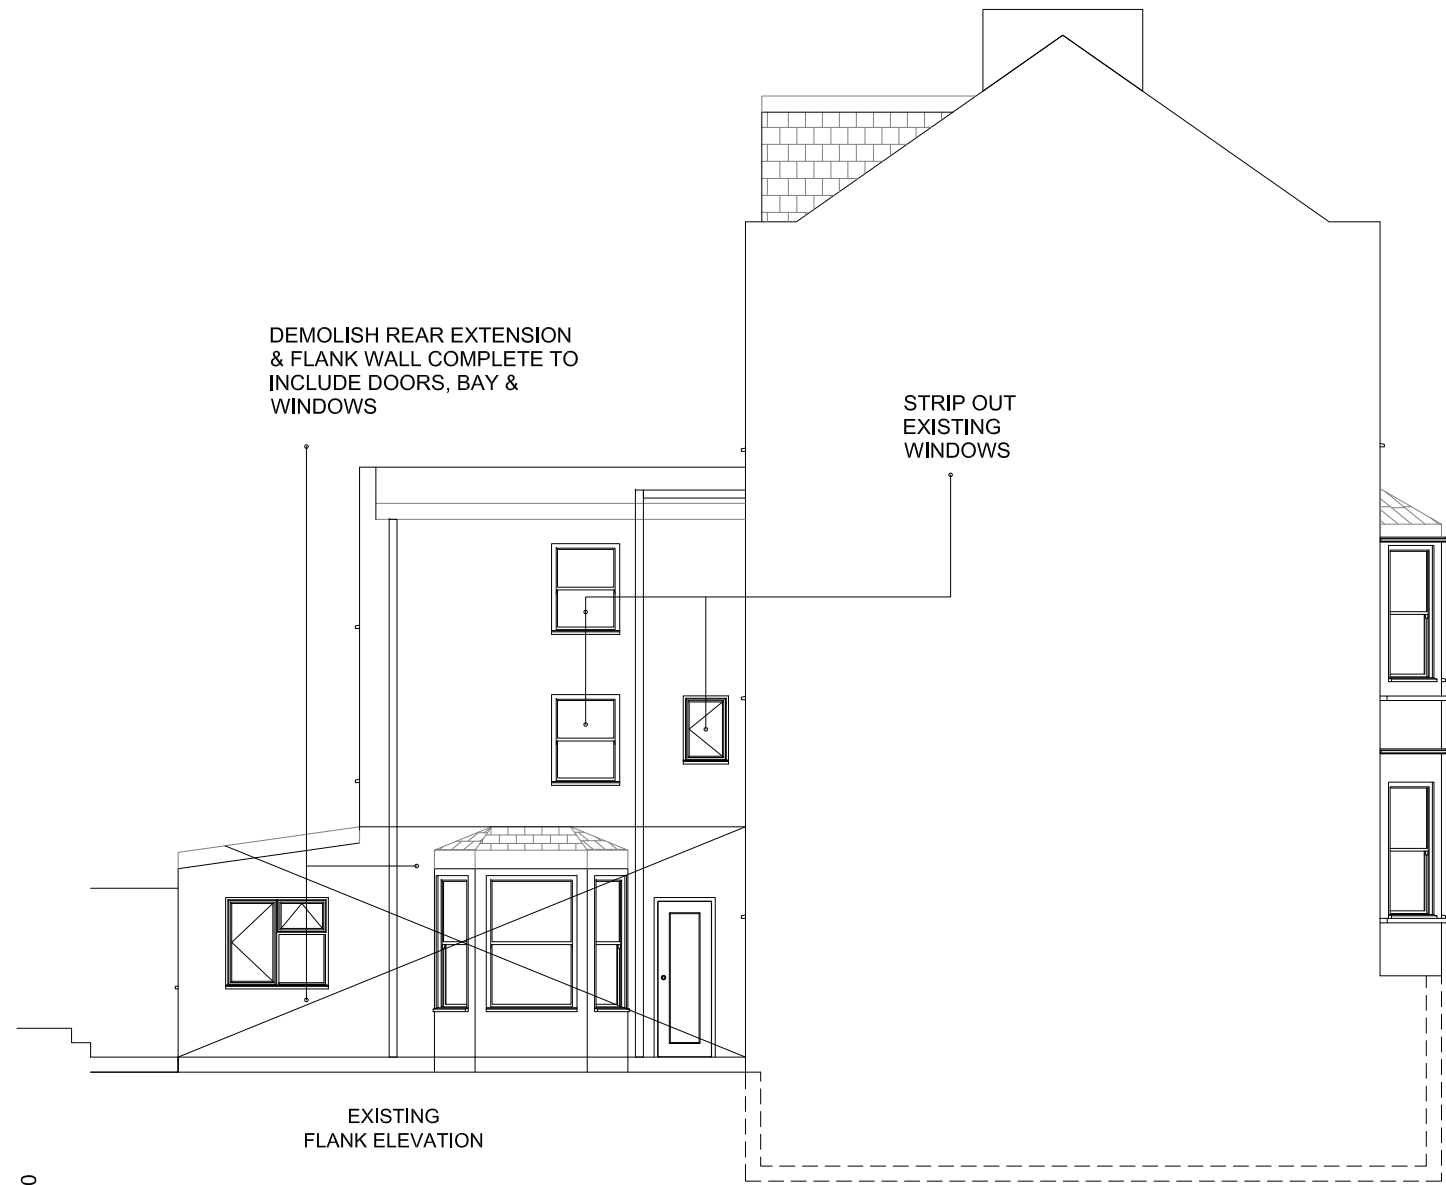 DEMOLISH REAR EXTENSION
& FLANK WALL COMPLETE TO
INCLUDE DOORS, BAY &
WINDOWS
STRIP OUT
EXISTING
WINDOWS
EXISTING
FLANK ELEVATION
0